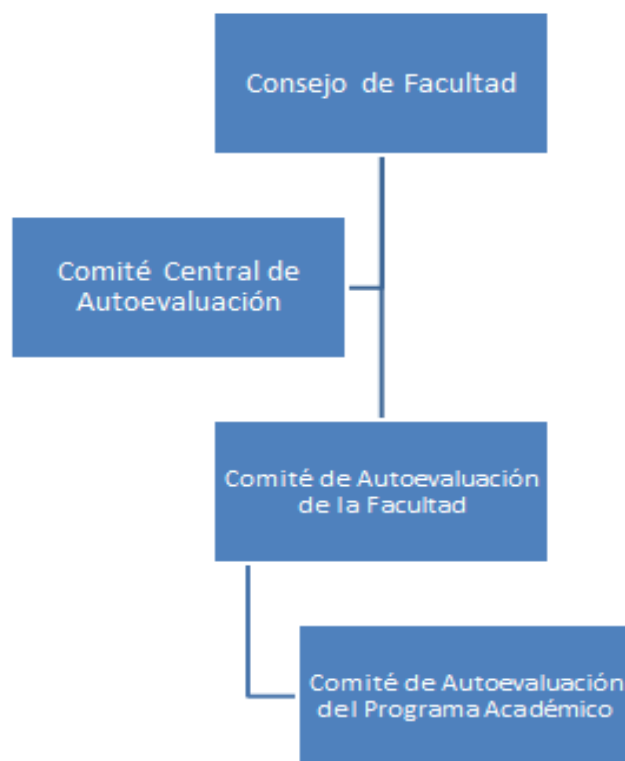 Consejo de Facultad
Comité Central de
Autoevaluación
Comité de Autoevaluación
de la Facultad
Comité de Autoevaluación
del Programa Académico